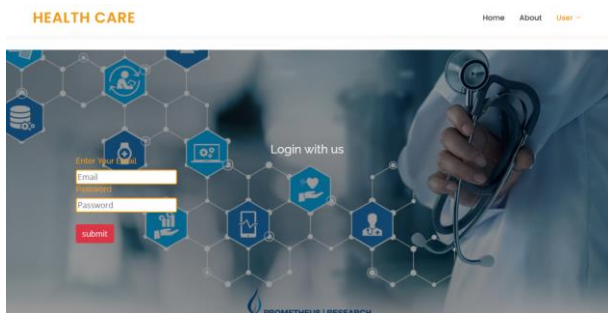 HEALTH CARE
Home About User
Login with us
Enter Your Email
Email
Password
Password
submit
PROMETHEUS | RESEARCH